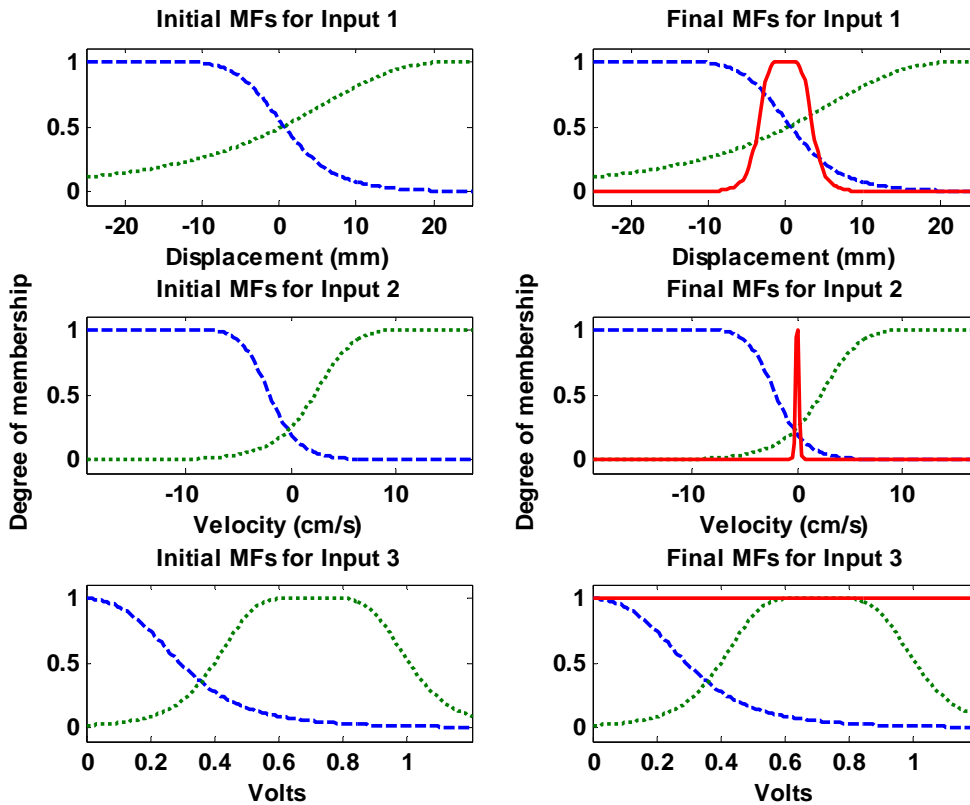 Initial MFs for Input 1
1
0.5
0
-20 -10 0 10 20
Displacement (mm)
Final MFs for Input 1
1
0.5
0
-20 -10 0 10 20
Displacement (mm)
Degree of membership
Initial MFs for Input 2
1
0.5
0
-10 0 10
Velocity (cm/s)
Degree of membership
Final MFs for Input 2
1
0.5
0
-10 0 10
Velocity (cm/s)
Initial MFs for Input 3
1
0.5
0
0 0.2 0.4 0.6 0.8 1
Volts
Final MFs for Input 3
1
0.5
0
0 0.2 0.4 0.6 0.8 1
Volts